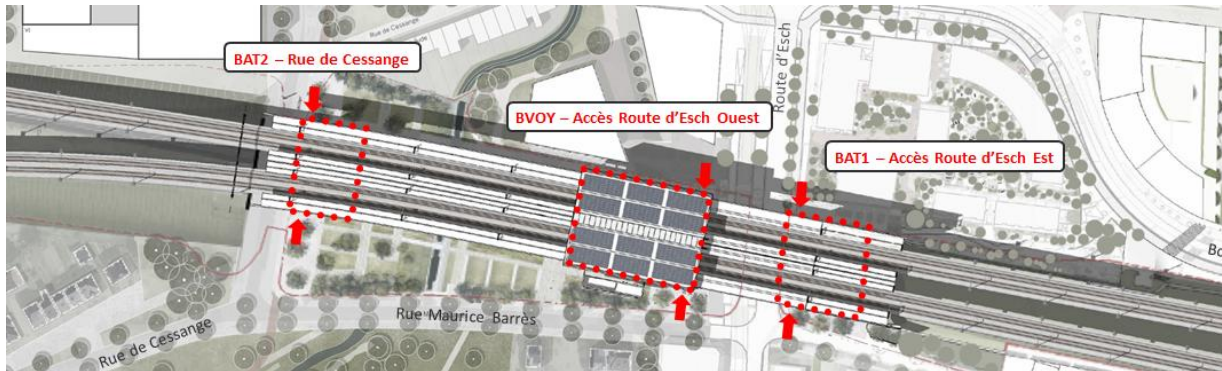 Rue de Cessange
BAT2 – Rue de Cessange
Route d'Esch
BVOY – Accès Route d'Esch Ouest
BAT1 – Accès Route d'Esch Est
Rue Maurice Barrès
Rue de Cessange
Bo